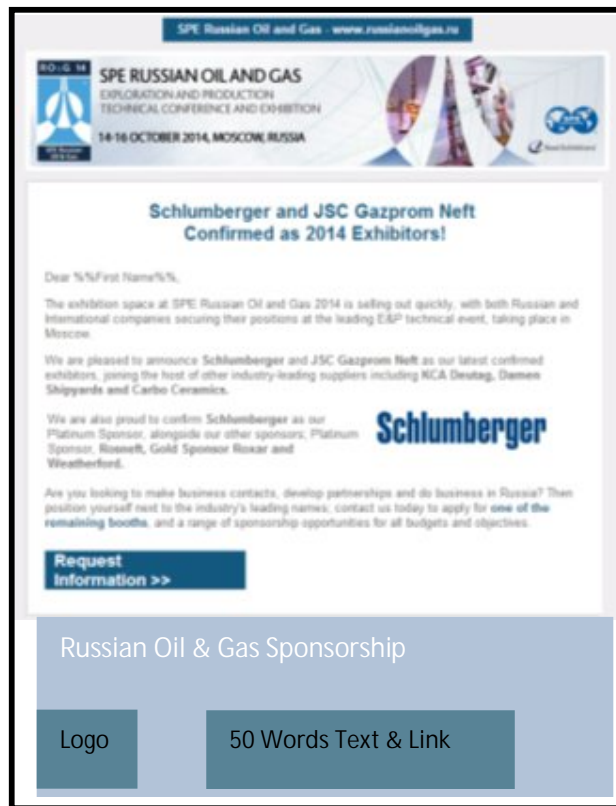 SPE Russian Oil and Gas - www.russianoilgas.ru
RO&G 14
SPE RUSSIAN OIL AND GAS
EXPLORATION AND PRODUCTION
TECHNICAL CONFERENCE AND EXHIBITION
14-16 OCTOBER 2014, MOSCOW, RUSSIA
SPE Russian
Oil & Gas
SPE
Reed Exhibitions
Schlumberger and JSC Gazprom Neft
Confirmed as 2014 Exhibitors!
Dear %%First Name%%,
The exhibition space at SPE Russian Oil and Gas 2014 is selling out quickly, with both Russian and
International companies securing their positions at the leading E&P technical event, taking place in
Moscow.
We are pleased to announce Schlumberger and JSC Gazprom Neft as our latest confirmed
exhibitors, joining the host of other industry-leading suppliers including KCA Deutag, Damen
Shipyards and Carbo Ceramics.
We are also proud to confirm Schlumberger as our
Platinum Sponsor, alongside our other sponsors; Platinum
Sponsor, Rosneft, Gold Sponsor Roxar and
Weatherford.
Schlumberger
Are you looking to make business contacts, develop partnerships and do business in Russia? Then
position yourself next to the industry's leading names; contact us today to apply for one of the
remaining booths, and a range of sponsorship opportunities for all budgets and objectives.
Request
Information >>
Russian Oil & Gas Sponsorship
Logo
50 Words Text & Link